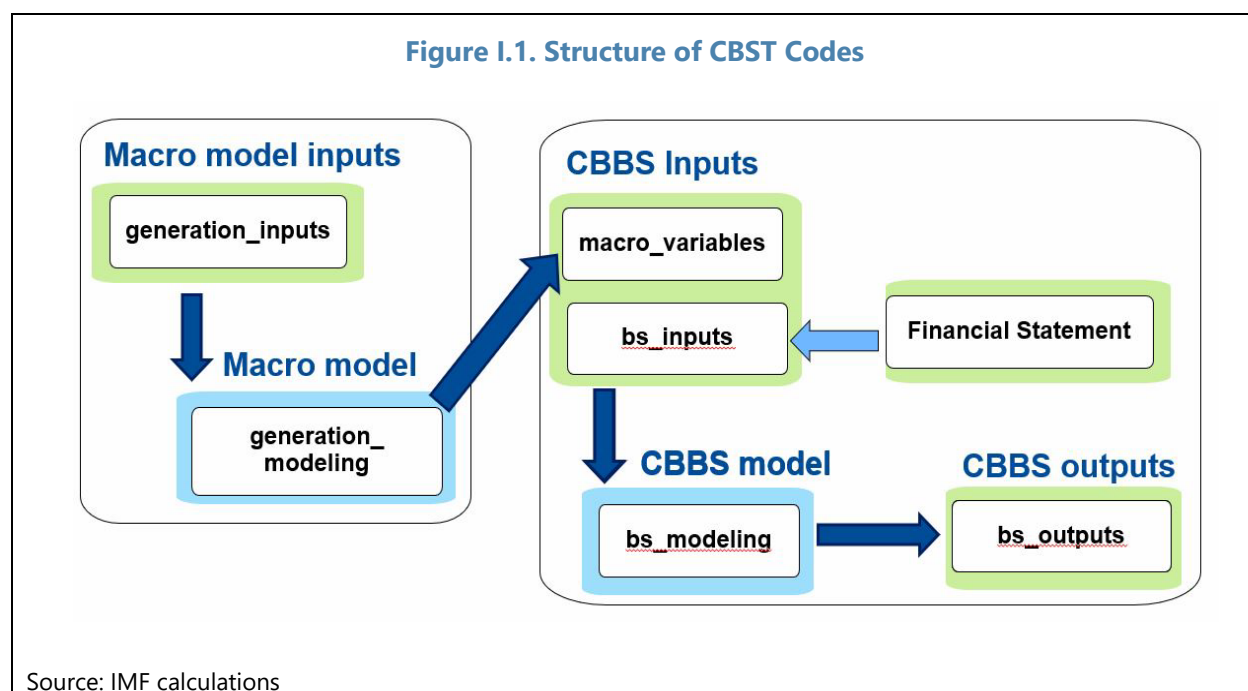 Figure I.1. Structure of CBST Codes
Macro model inputs
generation_inputs
Macro model
generation_
modeling
CBBS Inputs
macro_variables
bs_inputs
Financial Statement
CBBS model
bs_modeling
CBBS outputs
bs_outputs
Source: IMF calculations